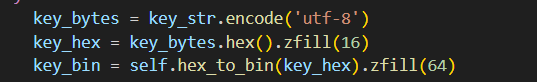 key_bytes = key_str.encode('utf-8')
key_hex = key_bytes.hex().zfill(16)
key_bin = self.hex_to_bin(key_hex).zfill(64)